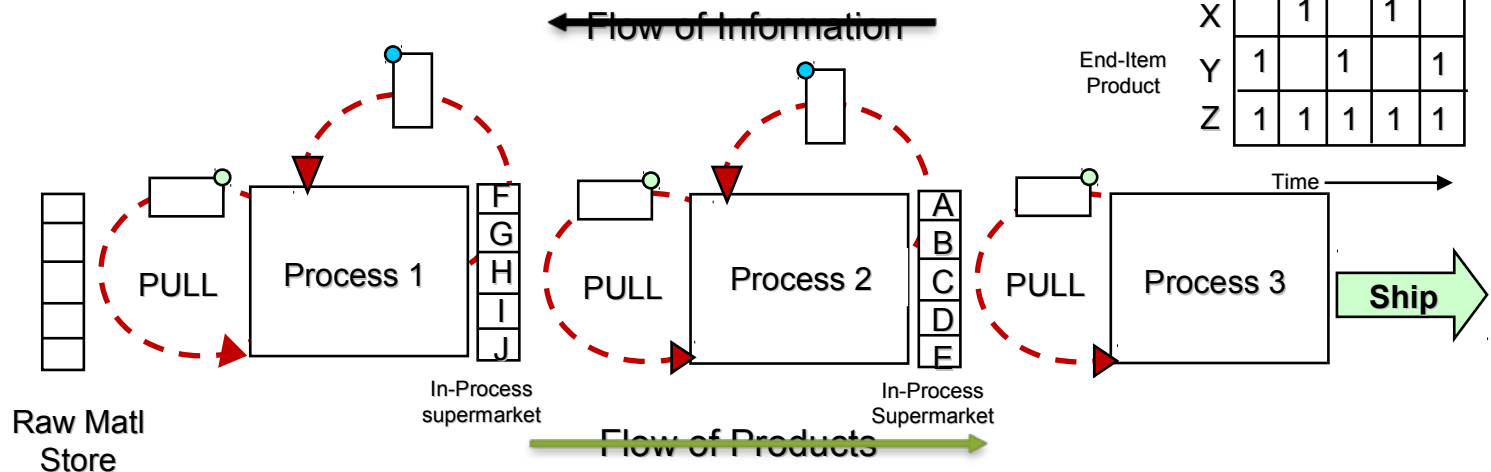 Flow of Information
X 1 1
End-Item
Product
Y 1 1 1
Z 1 1 1 1 1
Time
PULL
Process 1
F
G
H
I
J
PULL
Process 2
A
B
C
D
E
PULL
Process 3
Ship
In-Process
supermarket
In-Process
Supermarket
Raw Matl
Store
Flow of Products